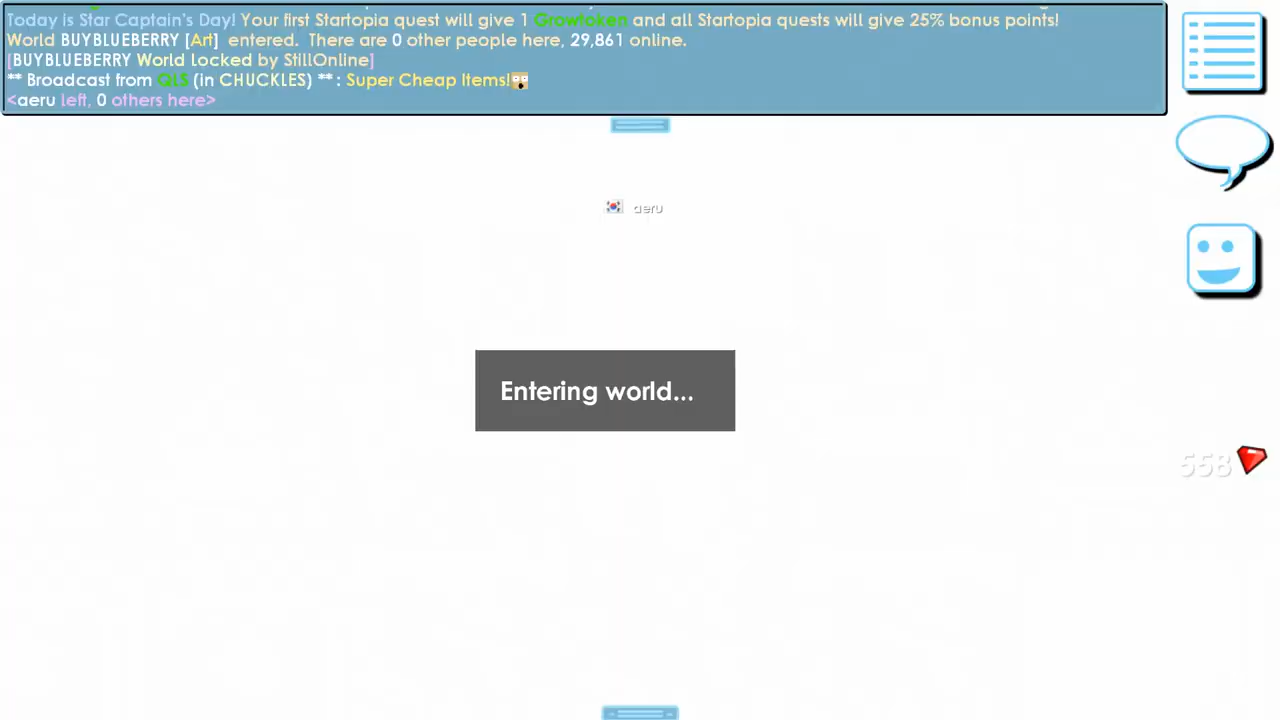 Today is Star Captain's Day! Your first Startopia quest will give 1 Growtoken and all Startopia quests will give 25% bonus points!
World BUYBLUEBERRY [Art] entered. There are 0 other people here, 29,861 online.
[BUYBLUEBERRY World Locked by StillOnline]
** Broadcast from QLS (in CHUCKLES) ** : Super Cheap Items!
<aeru left, 0 others here>
aeru
Entering world...
558